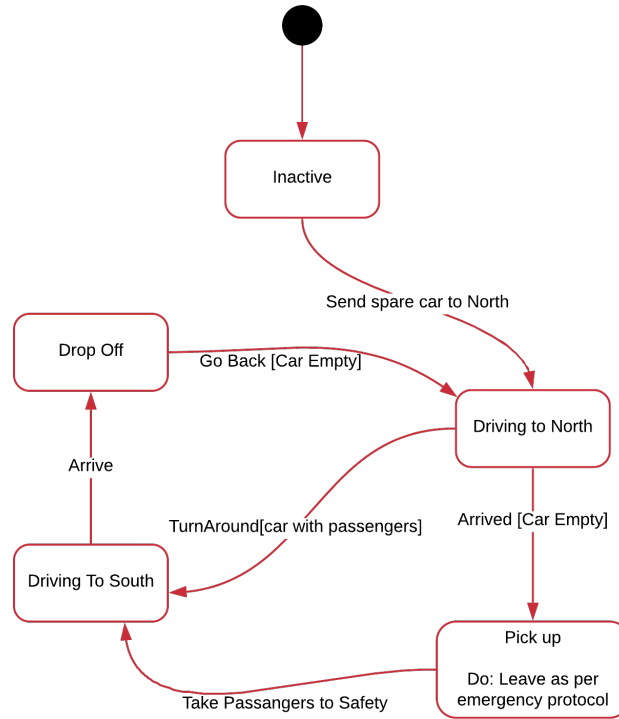 Inactive
Send spare car to North
Drop Off
Go Back [Car Empty]
Driving to North
Arrive
Arrived [Car Empty]
TurnAround[car with passengers]
Driving To South
Pick up
Do: Leave as per
emergency protocol
Take Passangers to Safety